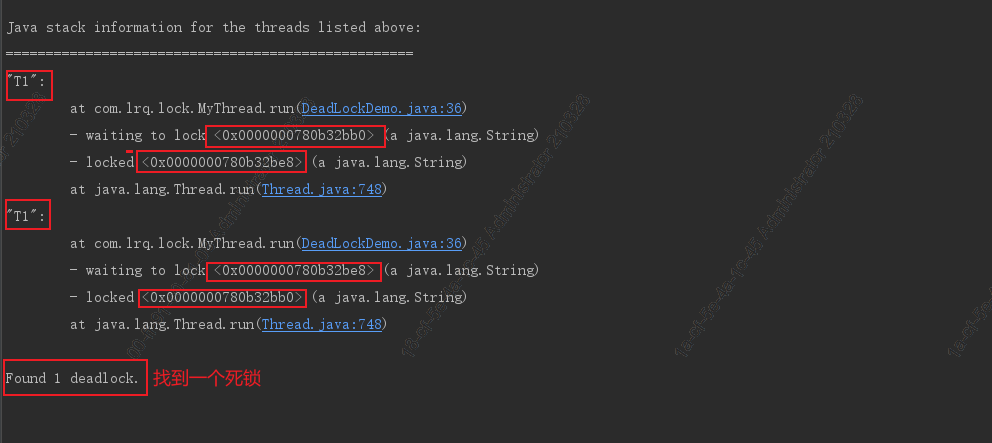 Java stack information for the threads listed above:
===================================================
"T1":
at com.lrq.lock.MyThread.run(DeadLockDemo.java:36)
- waiting to lock <0x0000000780b32bb0> (a java.lang.String)
- locked <0x0000000780b32be8> (a java.lang.String)
at java.lang.Thread.run(Thread.java:748)
"T1":
at com.lrq.lock.MyThread.run(DeadLockDemo.java:36)
- waiting to lock <0x0000000780b32be8> (a java.lang.String)
- locked <0x0000000780b32bb0> (a java.lang.String)
at java.lang.Thread.run(Thread.java:748)
Found 1 deadlock. 找到一个死锁